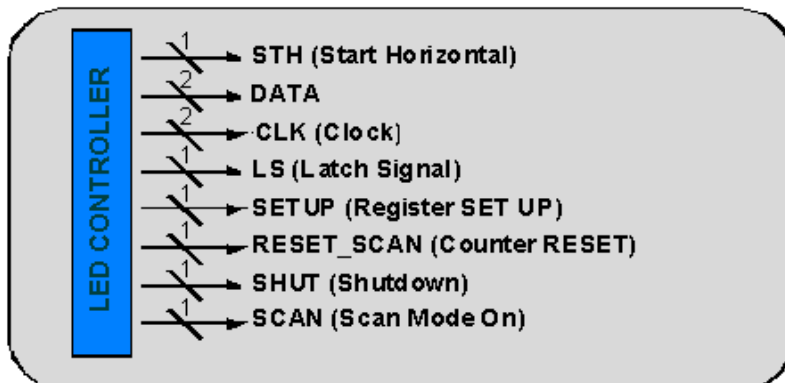 LED CONTROLLER
1 STH (Start Horizontal)
2 DATA
2 CLK (Clock)
1 LS (Latch Signal)
1 SETUP (Register SET UP)
1 RESET_SCAN (Counter RESET)
1 SHUT (Shutdown)
1 SCAN (Scan Mode On)